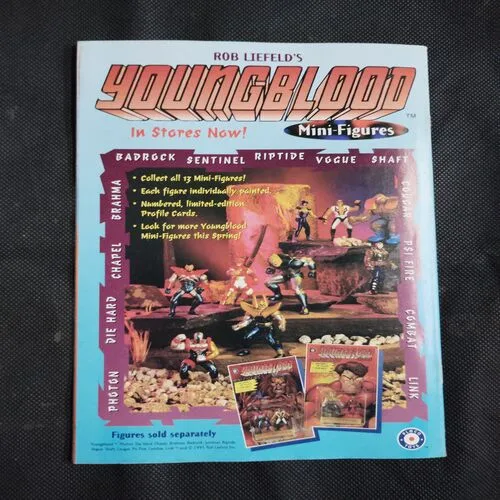 ROB LIEFELD'S
YOUNGBLOOD
TM
In Stores Now!
Mini-Figures
BADROCK SENTINEL RIPTIDE VOGUE SHAFT
• Collect all 13 Mini-Figures!
• Each figure individually painted.
• Numbered, limited-edition
Profile Cards.
• Look for more Youngblood
Mini-Figures this Spring!
BRAHMA
CHAPEL
DIE HARD
PHOTON
COUGAR
PSI FIRE
COMBAT
LINK
YOUNGBLOOD
YOUNGBLOOD
Figures sold separately